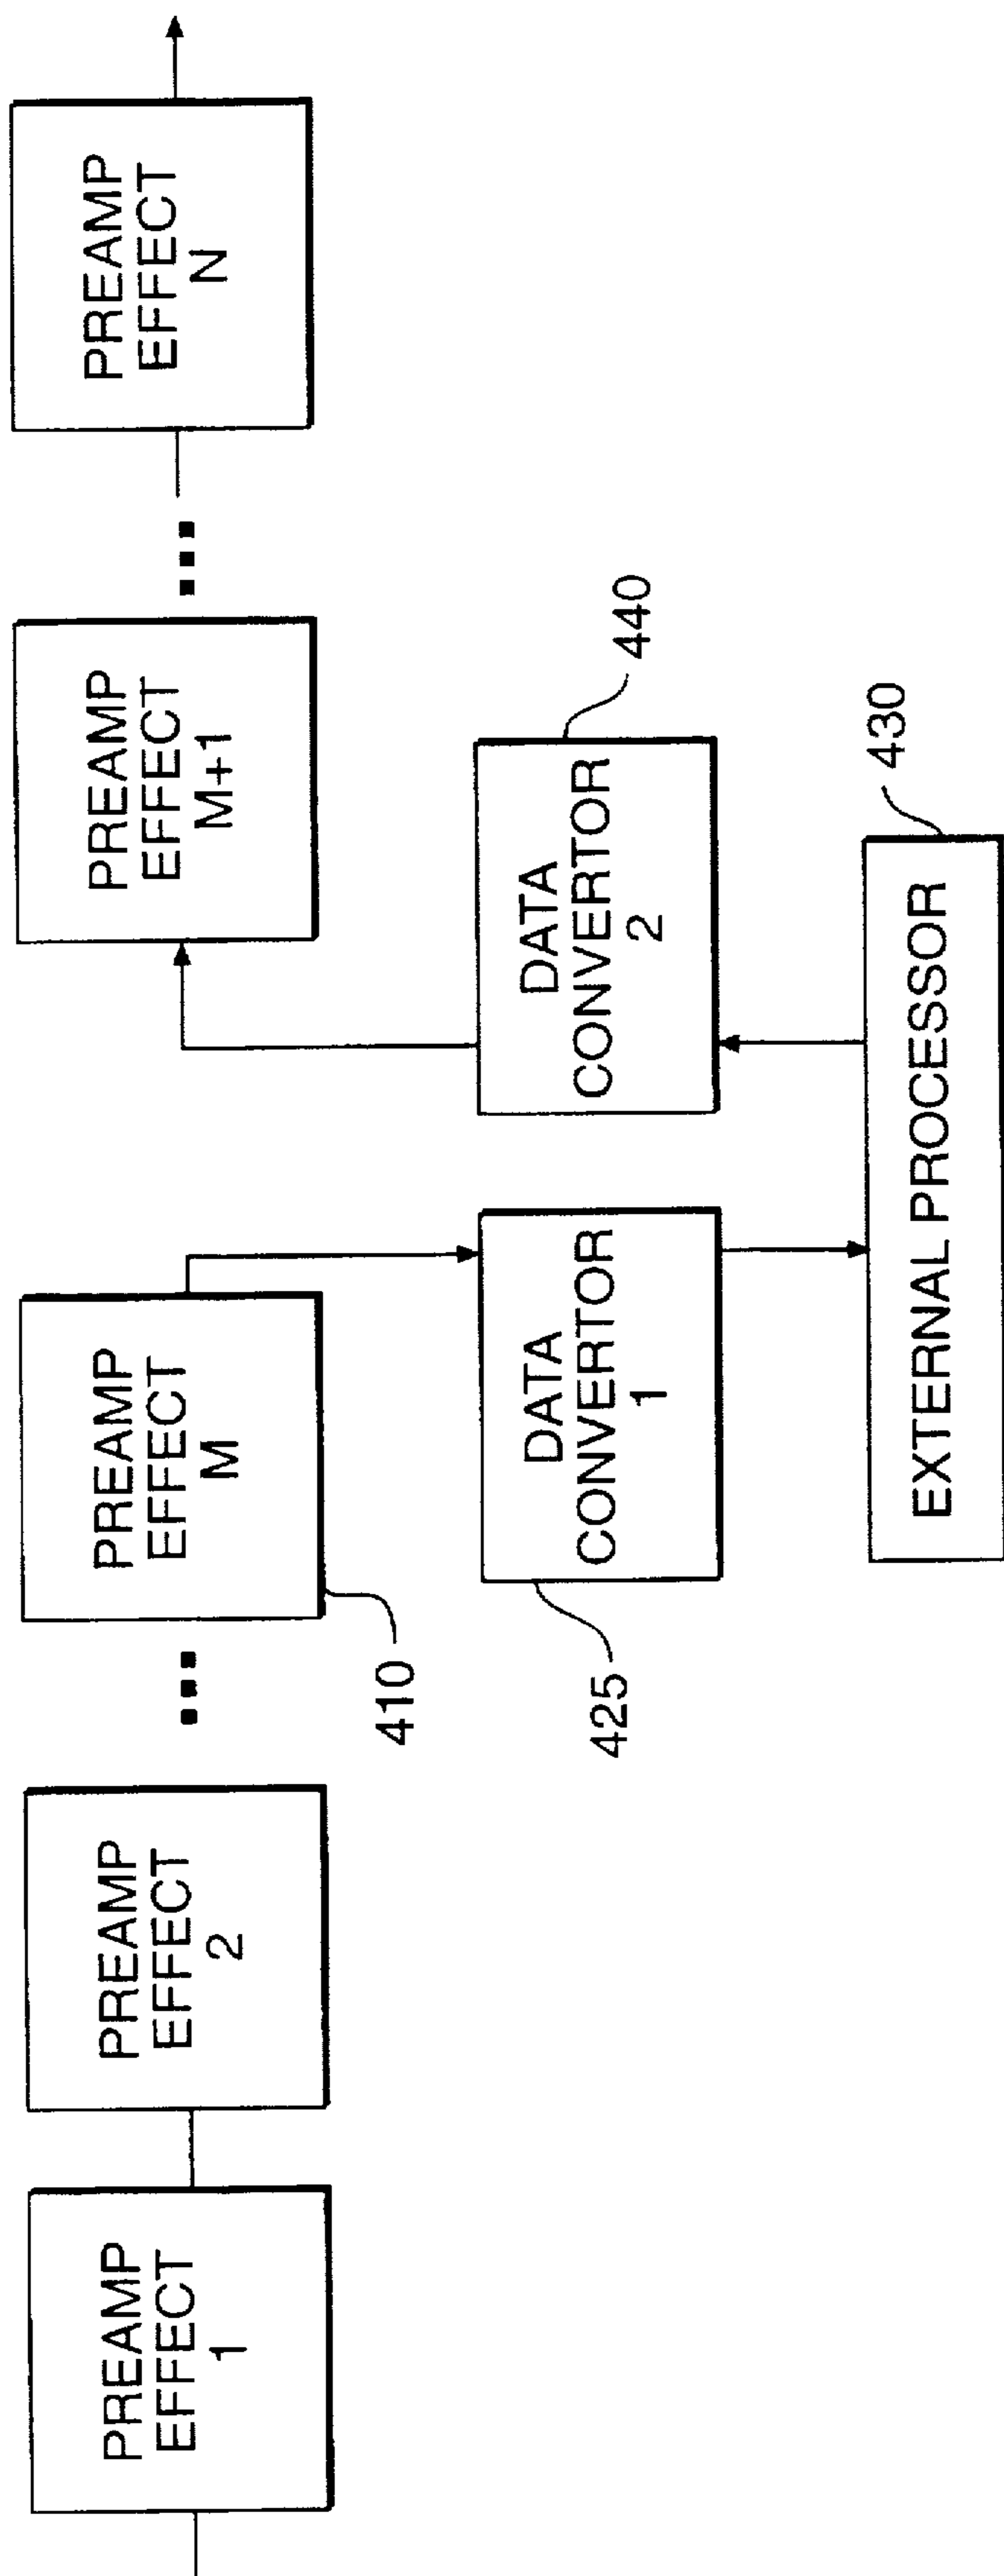 PREAMP
EFFECT
1
PREAMP
EFFECT
2
PREAMP
EFFECT
M
410
PREAMP
EFFECT
M+1
PREAMP
EFFECT
N
DATA
CONVERTOR
1
425
DATA
CONVERTOR
2
440
EXTERNAL PROCESSOR
430